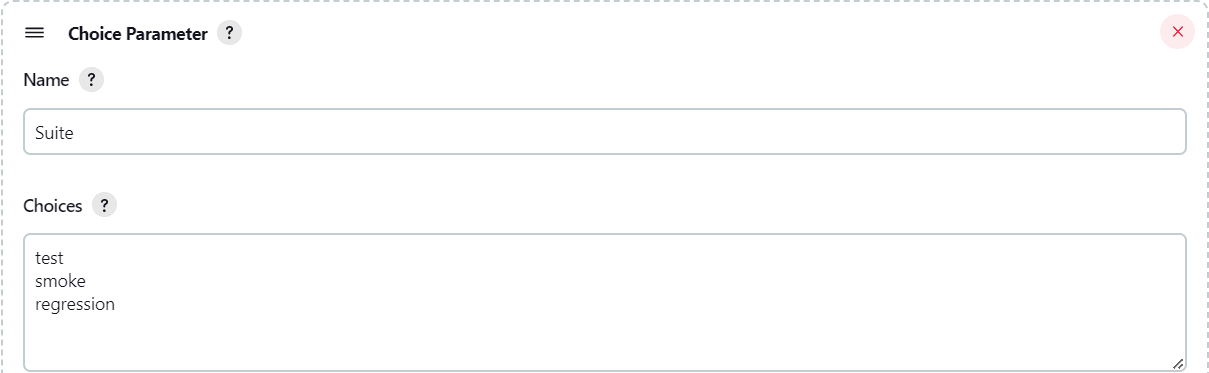 Choice Parameter ?
Name ?
Suite
Choices ?
test
smoke
regression